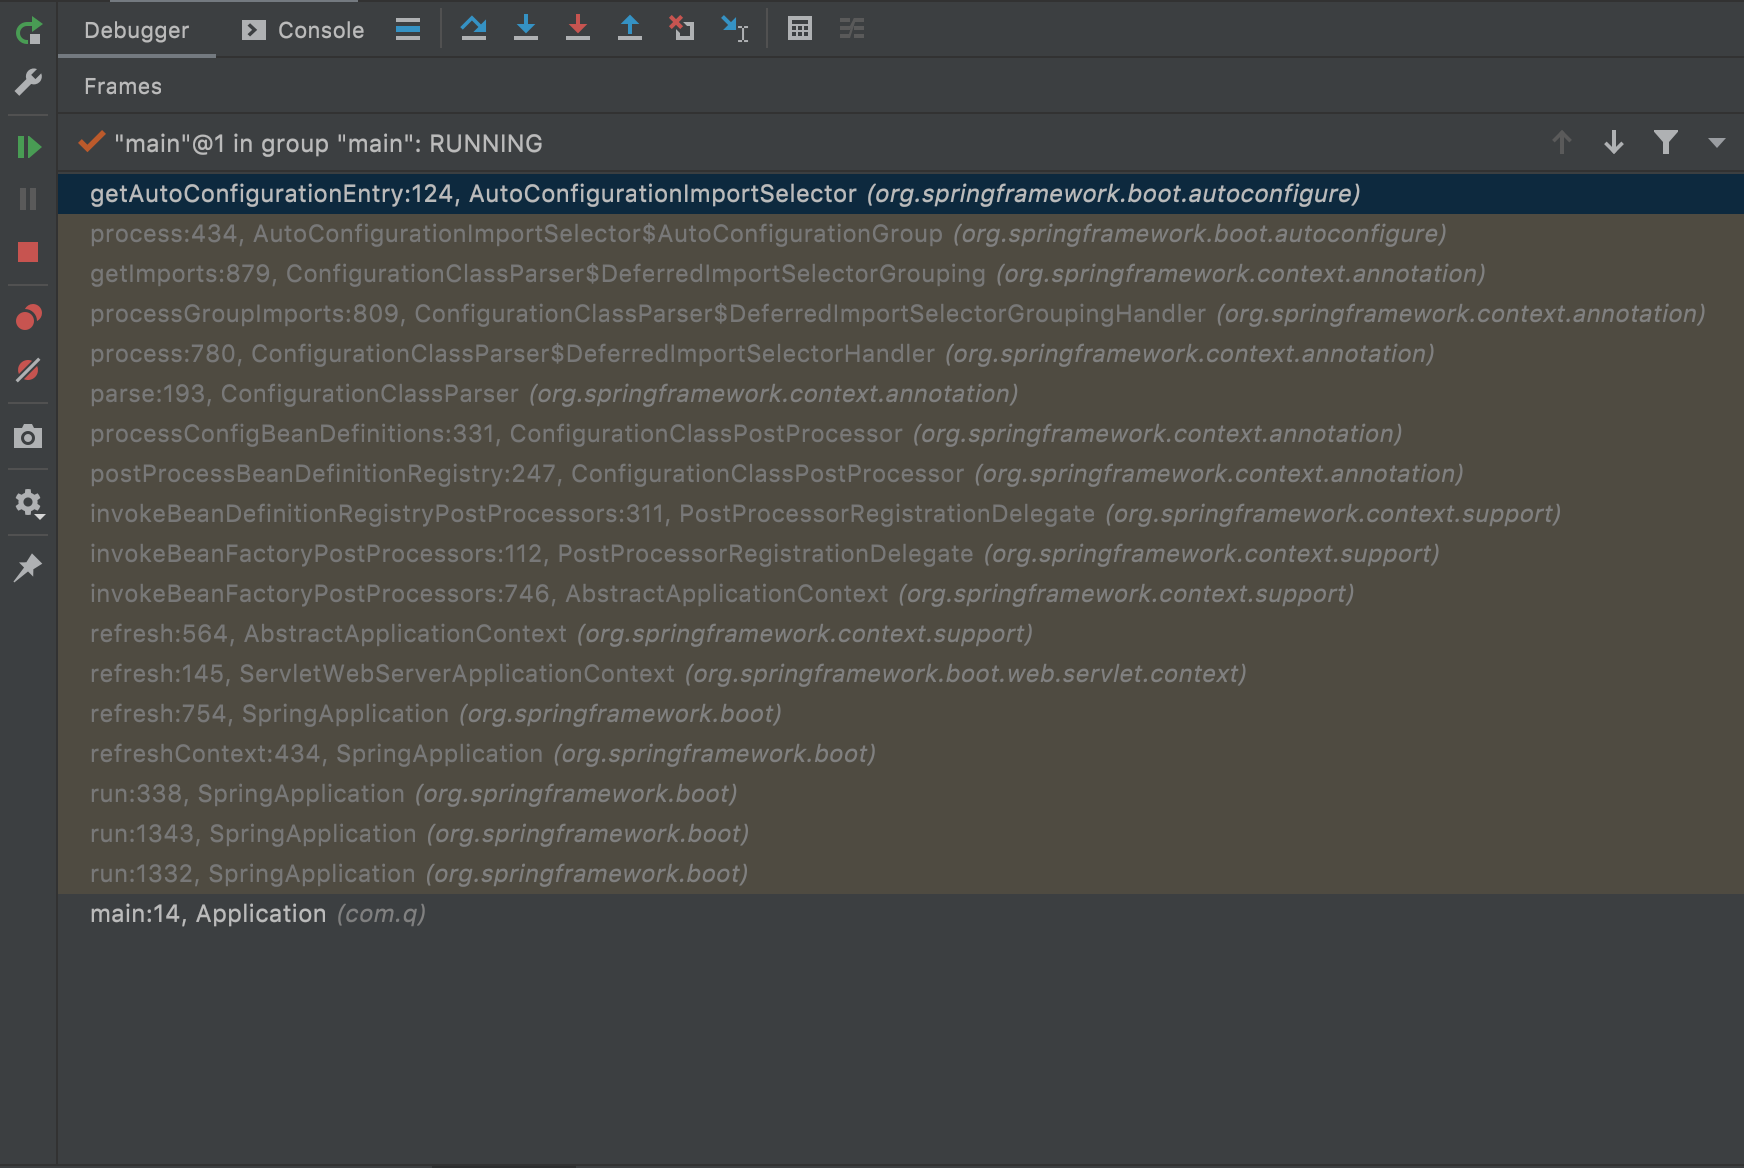 Debugger Console
Frames
"main"@1 in group "main": RUNNING
getAutoConfigurationEntry:124, AutoConfigurationImportSelector (org.springframework.boot.autoconfigure)
process:434, AutoConfigurationImportSelector$AutoConfigurationGroup (org.springframework.boot.autoconfigure)
getImports:879, ConfigurationClassParser$DeferredImportSelectorGrouping (org.springframework.context.annotation)
processGroupImports:809, ConfigurationClassParser$DeferredImportSelectorGroupingHandler (org.springframework.context.annotation)
process:780, ConfigurationClassParser$DeferredImportSelectorHandler (org.springframework.context.annotation)
parse:193, ConfigurationClassParser (org.springframework.context.annotation)
processConfigBeanDefinitions:331, ConfigurationClassPostProcessor (org.springframework.context.annotation)
postProcessBeanDefinitionRegistry:247, ConfigurationClassPostProcessor (org.springframework.context.annotation)
invokeBeanDefinitionRegistryPostProcessors:311, PostProcessorRegistrationDelegate (org.springframework.context.support)
invokeBeanFactoryPostProcessors:112, PostProcessorRegistrationDelegate (org.springframework.context.support)
invokeBeanFactoryPostProcessors:746, AbstractApplicationContext (org.springframework.context.support)
refresh:564, AbstractApplicationContext (org.springframework.context.support)
refresh:145, ServletWebServerApplicationContext (org.springframework.boot.web.servlet.context)
refresh:754, SpringApplication (org.springframework.boot)
refreshContext:434, SpringApplication (org.springframework.boot)
run:338, SpringApplication (org.springframework.boot)
run:1343, SpringApplication (org.springframework.boot)
run:1332, SpringApplication (org.springframework.boot)
main:14, Application (com.q)